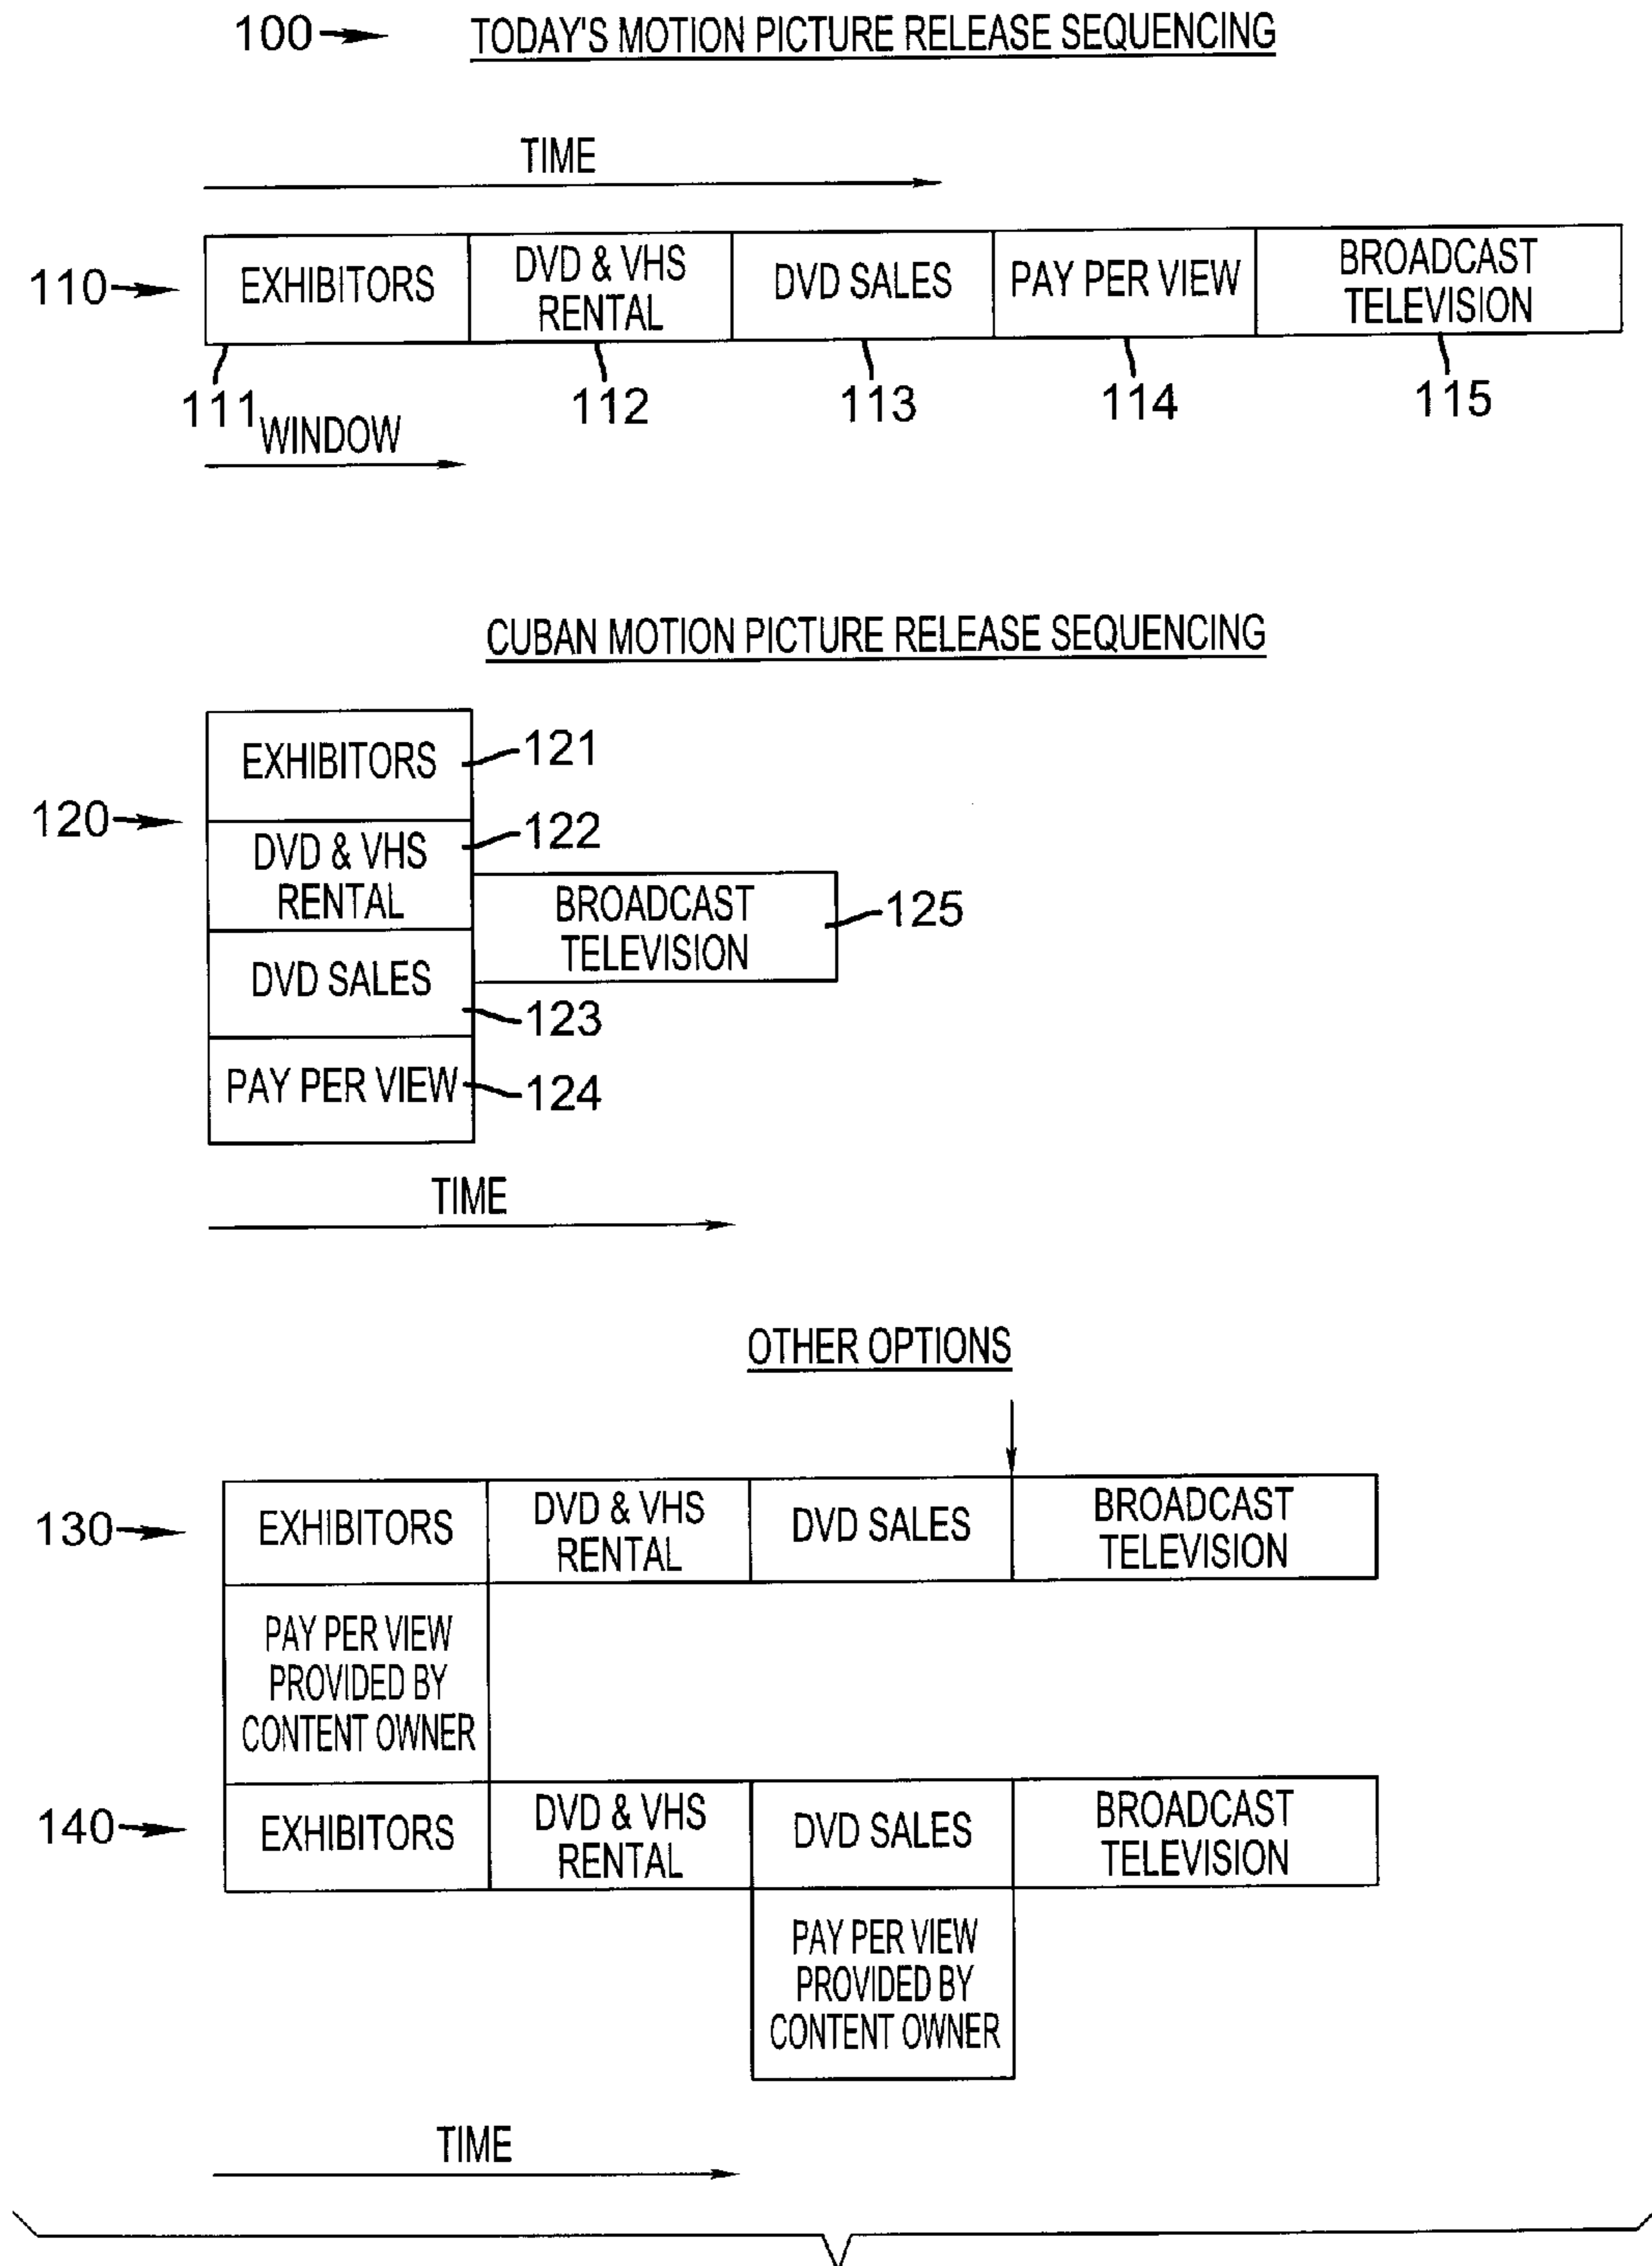 100
TODAY'S MOTION PICTURE RELEASE SEQUENCING
TIME
110
EXHIBITORS
DVD & VHS
RENTAL
DVD SALES
PAY PER VIEW
BROADCAST
TELEVISION
111
112
113
114
115
WINDOW
CUBAN MOTION PICTURE RELEASE SEQUENCING
120
EXHIBITORS
121
DVD & VHS
RENTAL
122
BROADCAST
TELEVISION
125
DVD SALES
123
PAY PER VIEW
124
TIME
OTHER OPTIONS
130
EXHIBITORS
DVD & VHS
RENTAL
DVD SALES
BROADCAST
TELEVISION
PAY PER VIEW
PROVIDED BY
CONTENT OWNER
140
EXHIBITORS
DVD & VHS
RENTAL
DVD SALES
BROADCAST
TELEVISION
PAY PER VIEW
PROVIDED BY
CONTENT OWNER
TIME